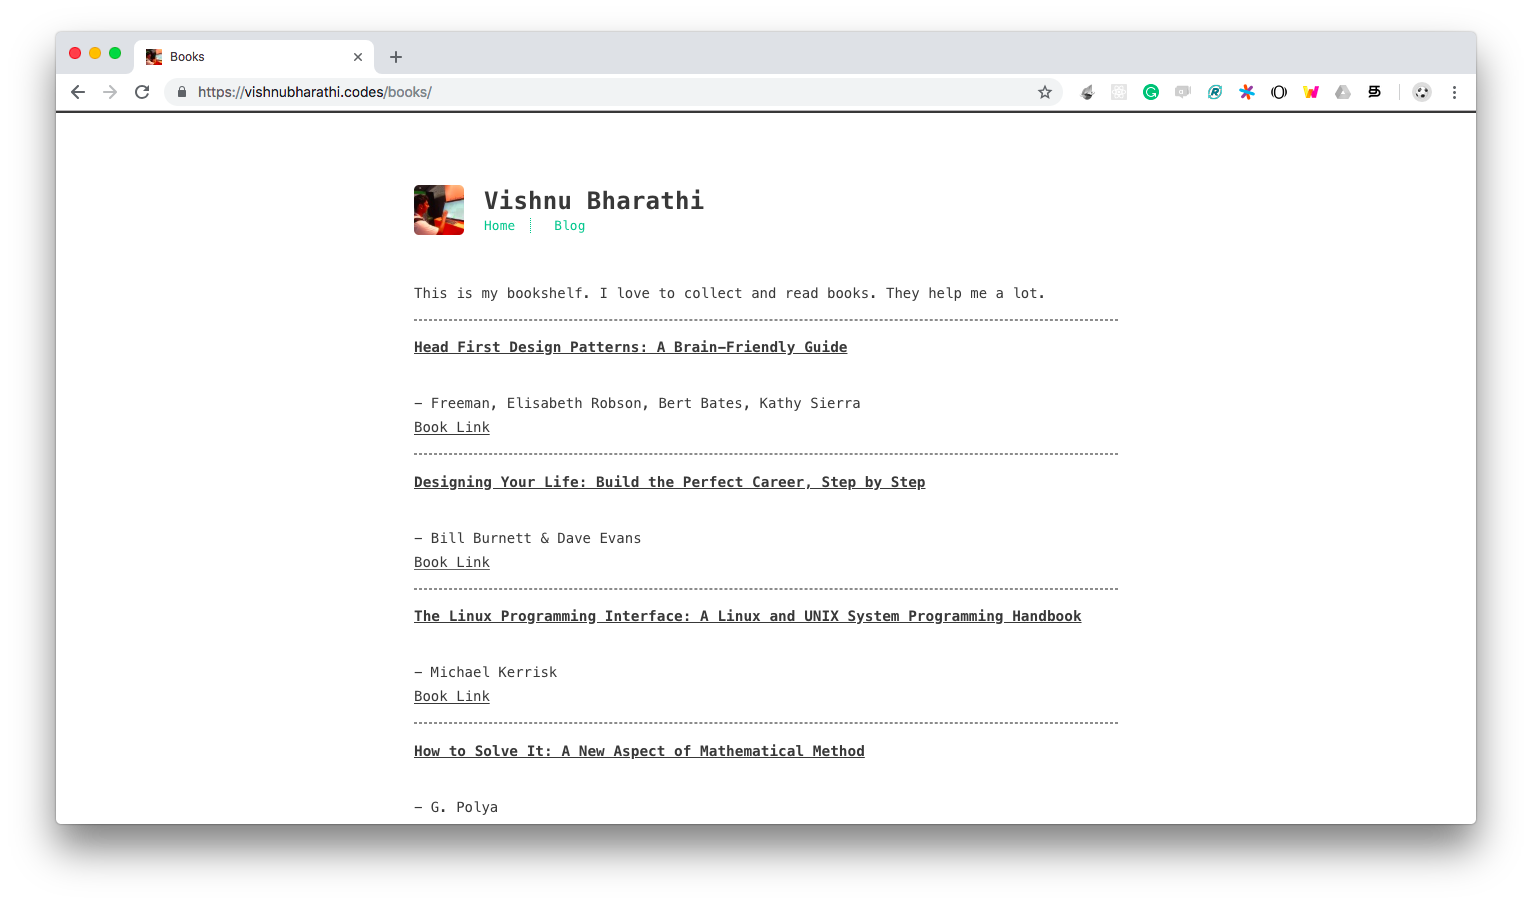 Books
https://vishnubharathi.codes/books/
Vishnu Bharathi
Home
Blog
This is my bookshelf. I love to collect and read books. They help me a lot.
Head First Design Patterns: A Brain-Friendly Guide
- Freeman, Elisabeth Robson, Bert Bates, Kathy Sierra
Book Link
Designing Your Life: Build the Perfect Career, Step by Step
- Bill Burnett & Dave Evans
Book Link
The Linux Programming Interface: A Linux and UNIX System Programming Handbook
- Michael Kerrisk
Book Link
How to Solve It: A New Aspect of Mathematical Method
- G. Polya